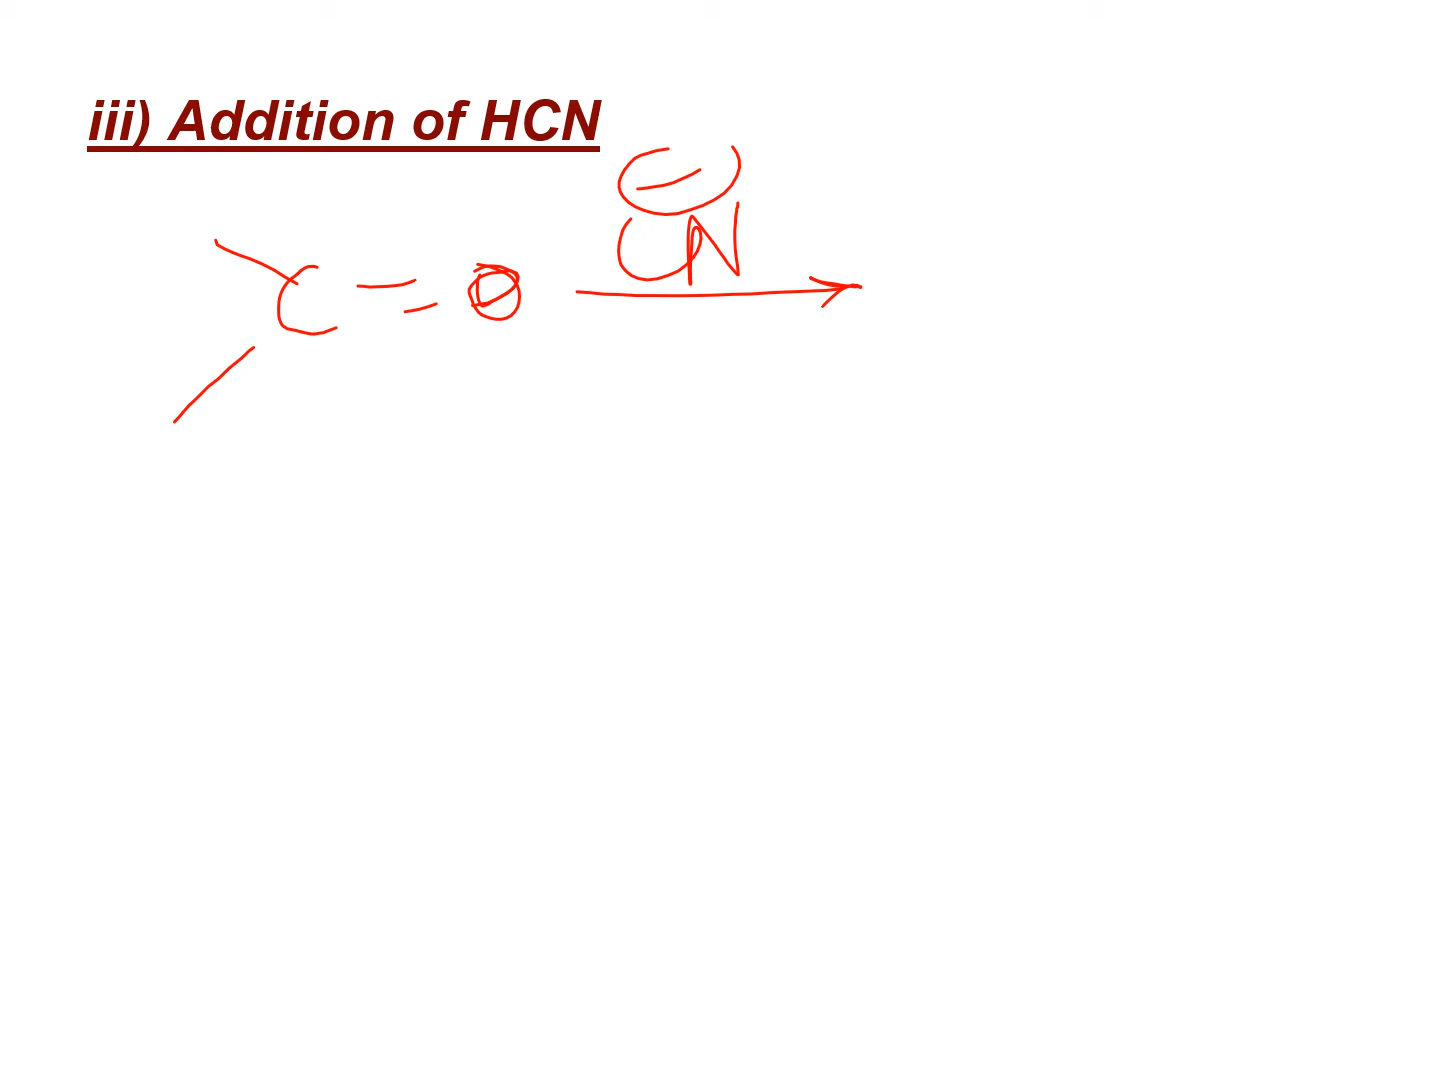 iii) Addition of HCN
⊖
C = O CN